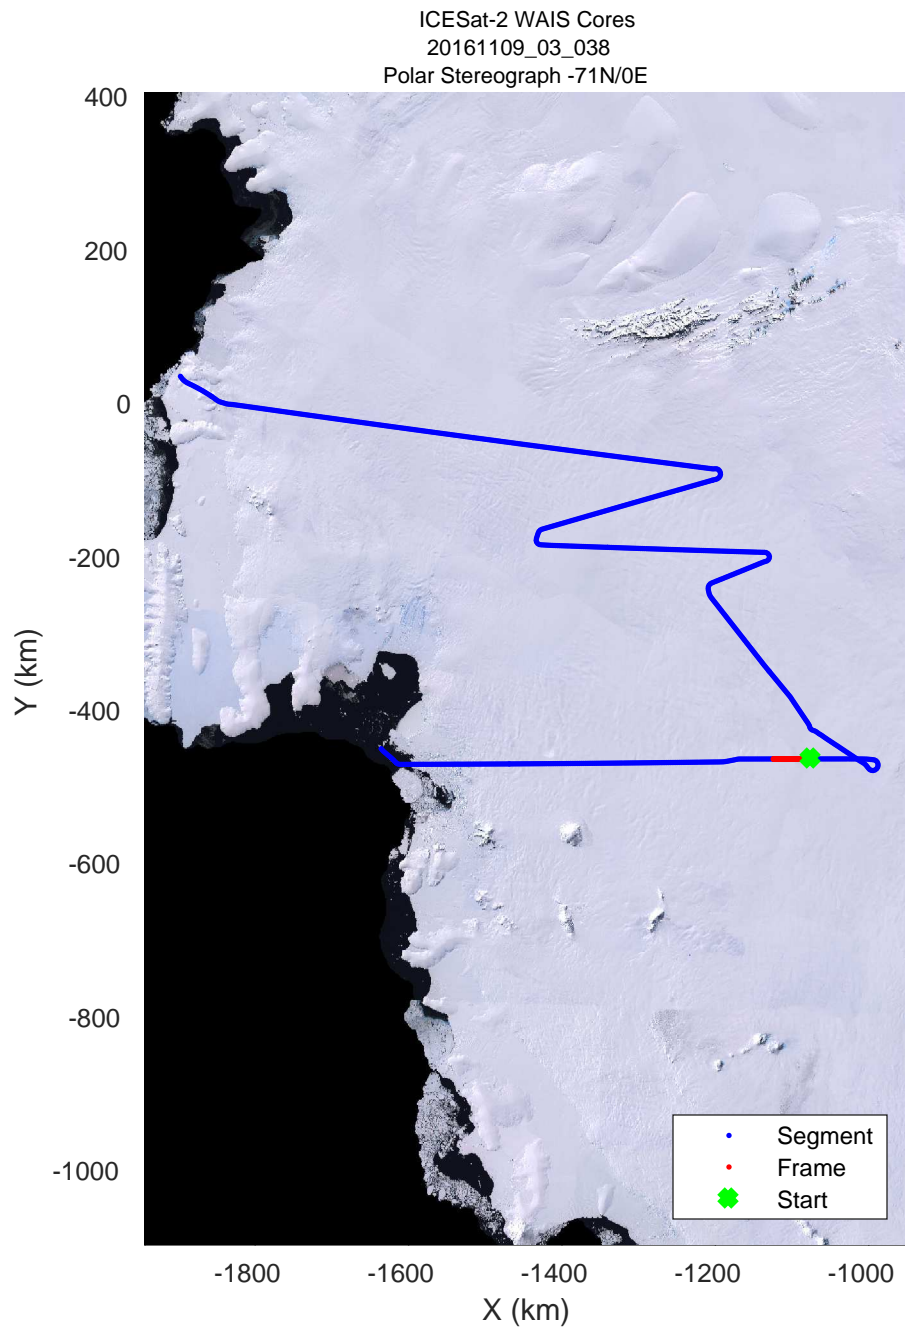 ICESat-2 WAIS Cores
20161109_03_038
Polar Stereograph -71N/0E
400
200
0
-200
-400
-600
-800
-1000
Y (km)
-1800
-1600
-1400
-1200
-1000
X (km)
Segment
Frame
Start